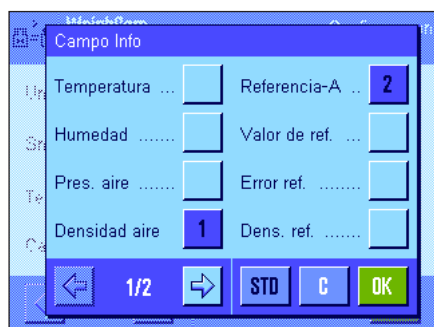 Campo Info
Temperatura ...
Referencia-A .. 2
Humedad .......
Valor de ref. ...
Pres. aire .......
Error ref. ........
Densidad aire 1
Dens. ref. .......
1/2
STD C OK